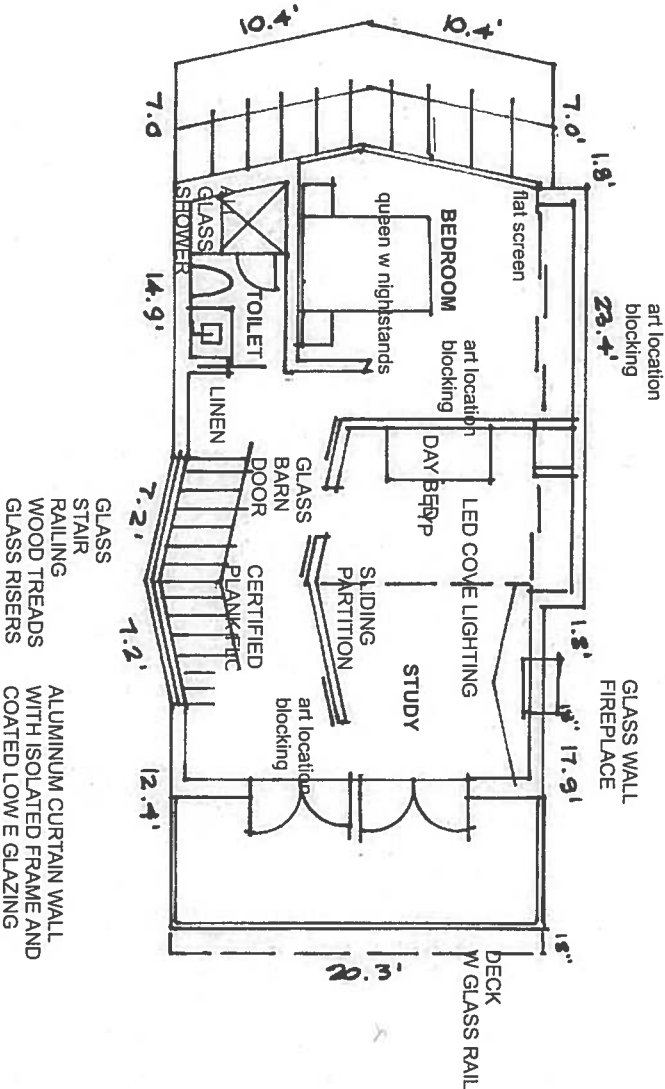 10.4'
10.4'
7.0
7.0'
1.8'
23.4'
1.8'
18"
17.9'
18"
20.3'
12.4'
7.2'
7.2'
14.9'
art location
blocking
flat screen
BEDROOM
queen w nightstands
art location
blocking
ALL
GLASS
SHOWER
TOILET
LINEN
DAY BED
TYP
LED COVE LIGHTING
GLASS
BARN
DOOR
SLIDING
PARTITION
CERTIFIED
STUDY
art location
blocking
GLASS WALL
FIREPLACE
DECK
W GLASS RAIL
GLASS
STAIR
RAILING
WOOD TREADS
GLASS RISERS
ALUMINUM CURTAIN WALL
WITH ISOLATED FRAME AND
COATED LOW E GLAZING